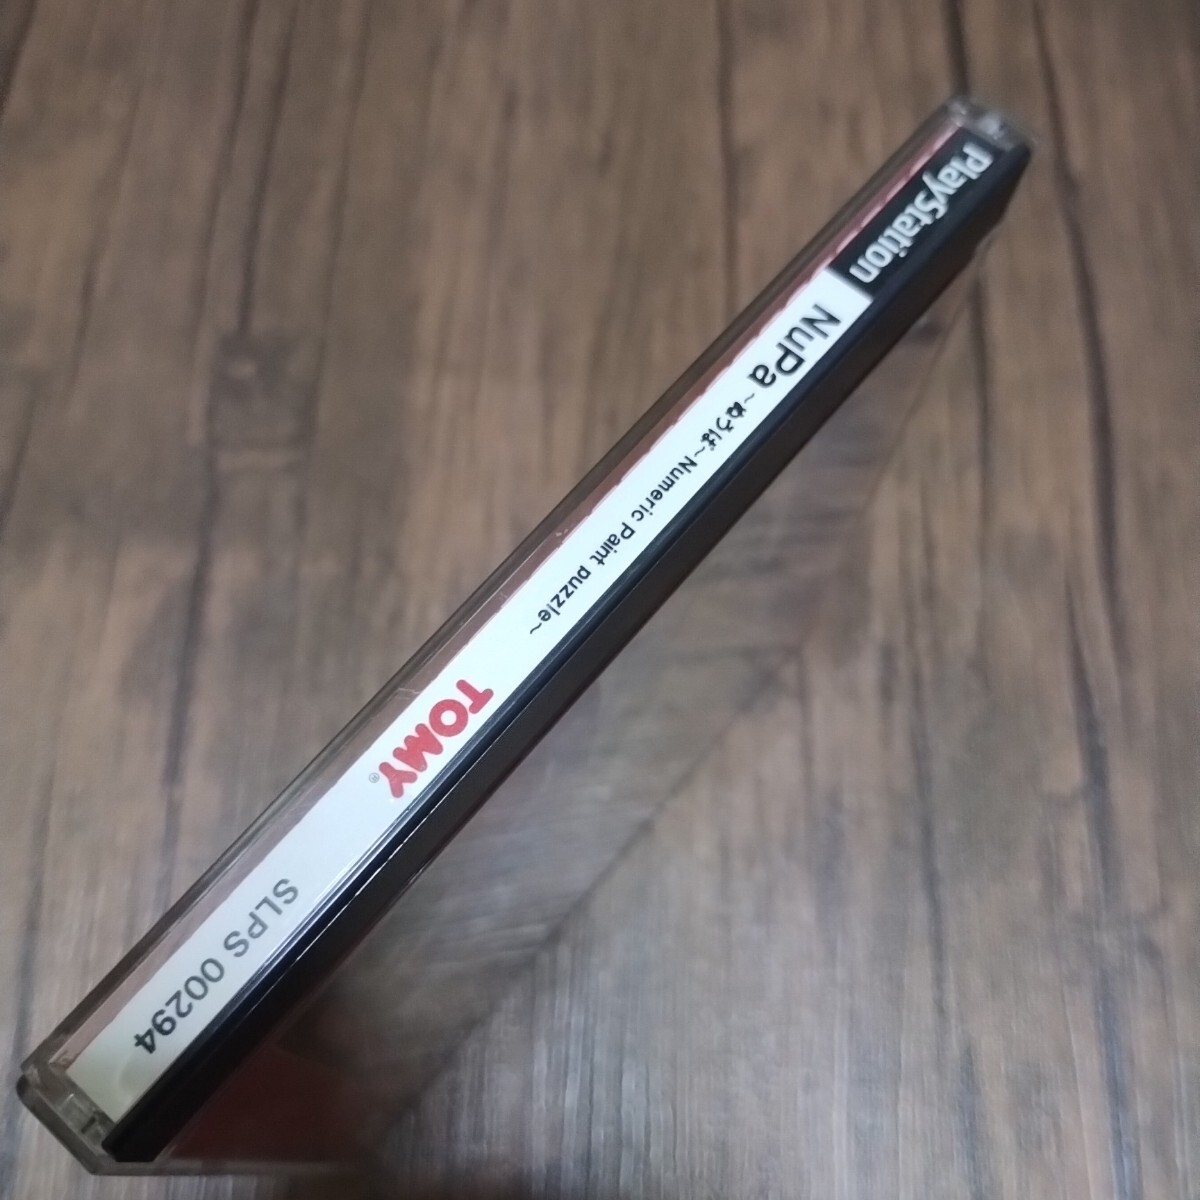 PlayStation
NuPa ~ぬうぱ~Numeric Paint puzzle~
TOMY®
SLPS 00294